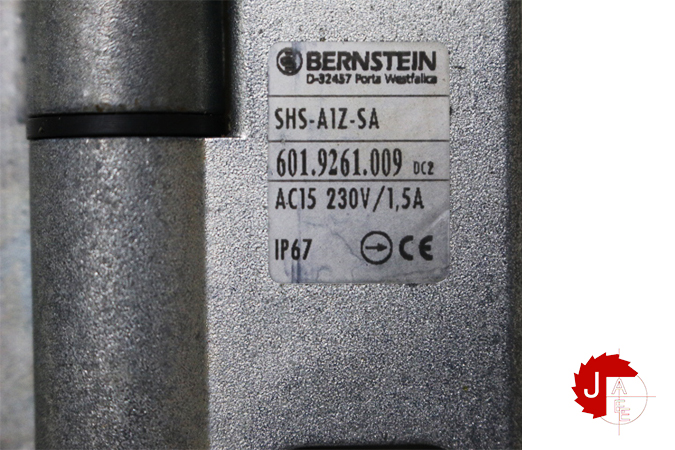 BERNSTEIN
D-32457 Porta Westfalica
SHS-A1Z-SA
601.9261.009 DC2
AC15 230V/1,5A
IP67 CE
J A